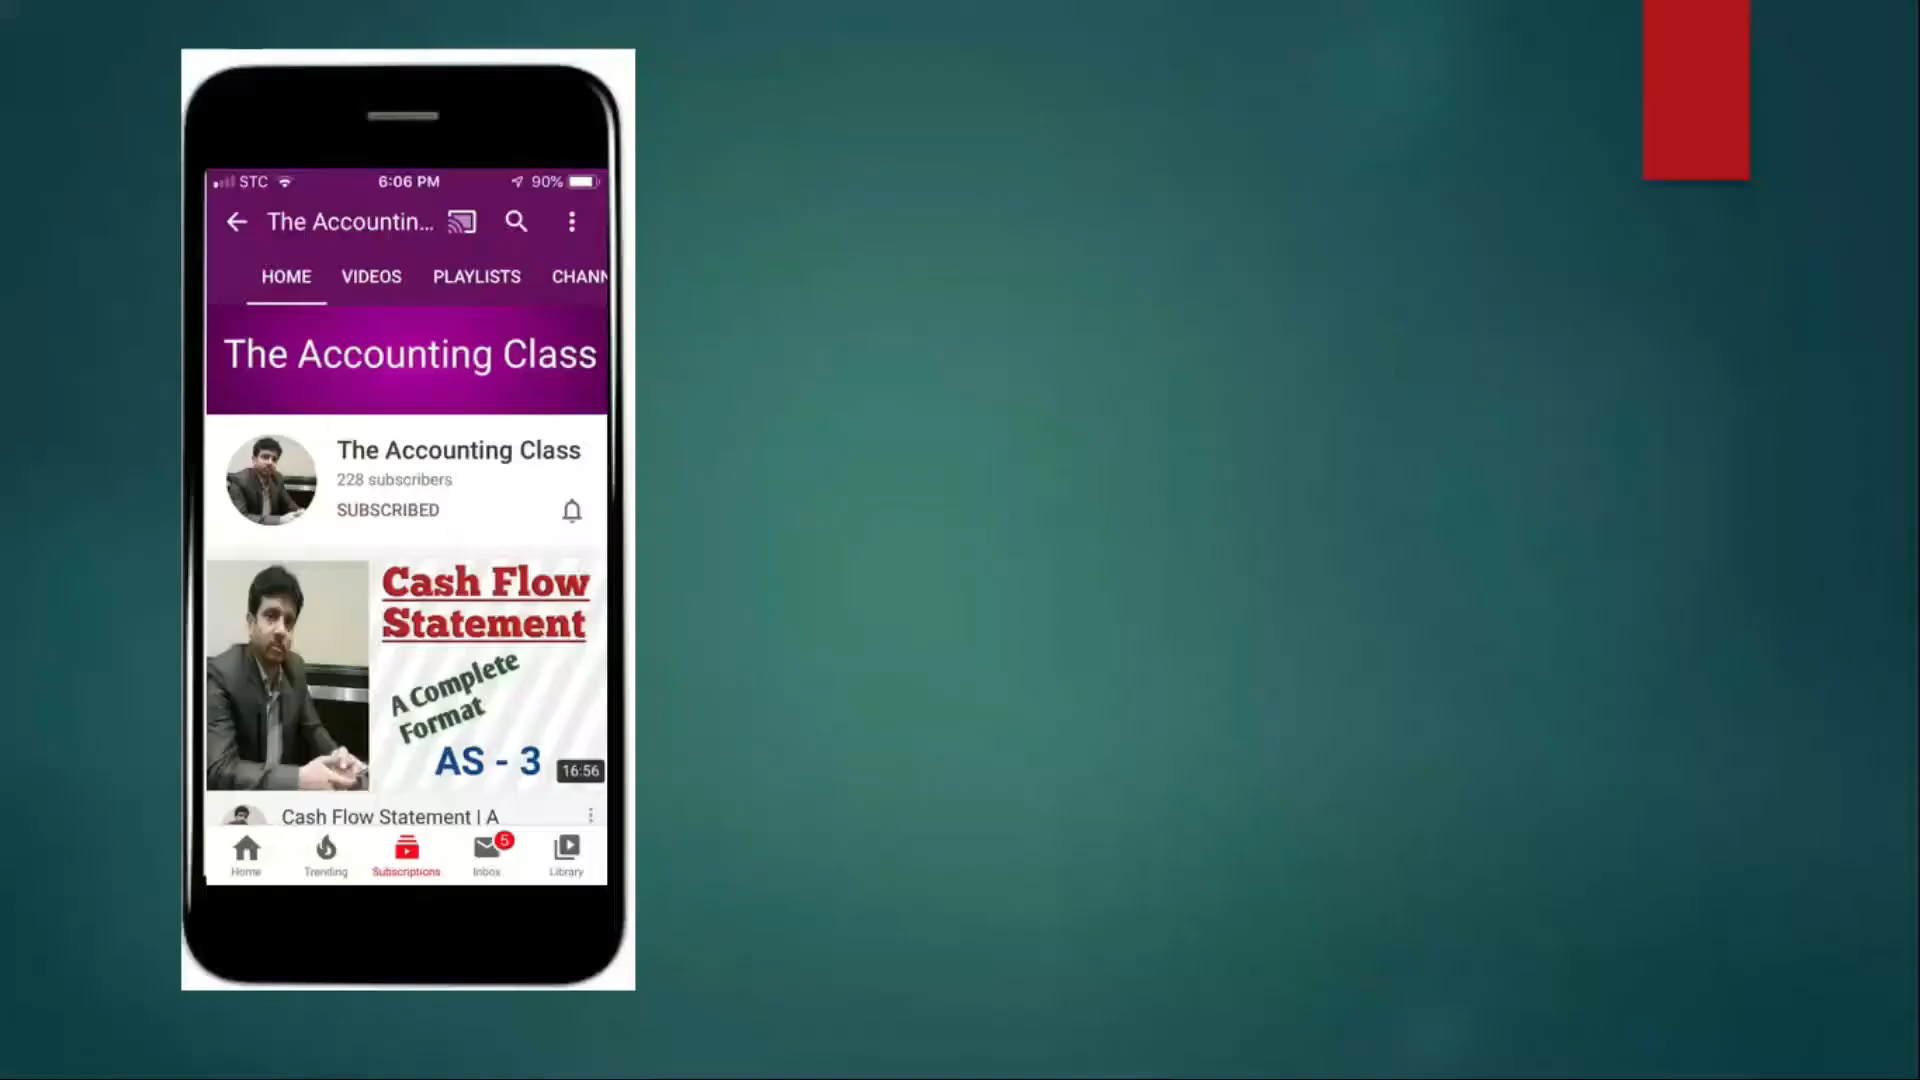 STC 6:06 PM 90%
The Accountin...
HOME VIDEOS PLAYLISTS CHANN
The Accounting Class
The Accounting Class
228 subscribers
SUBSCRIBED
Cash Flow
Statement
A Complete
Format
AS - 3
16:56
Cash Flow Statement | A
5
Home Trending Subscriptions Inbox Library